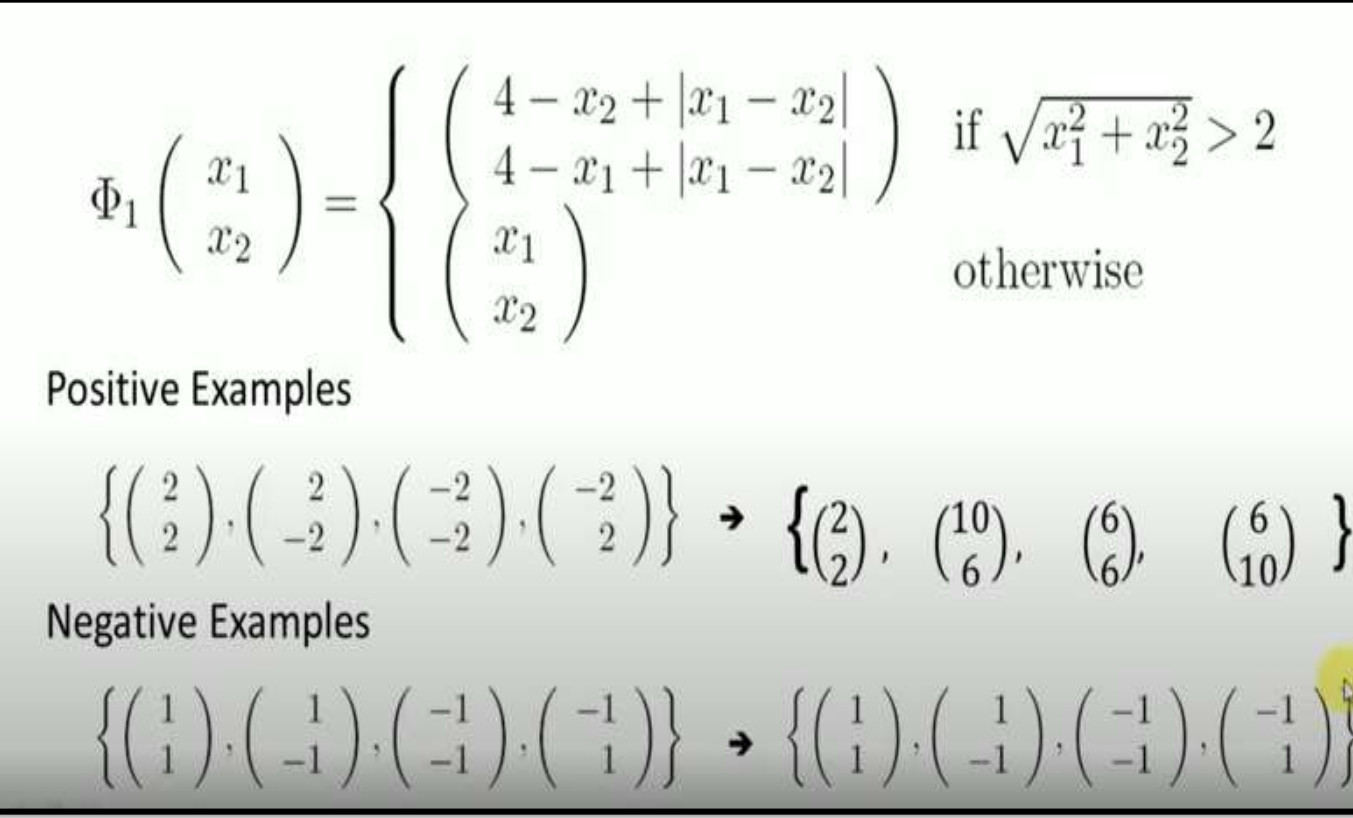 Φ₁ ( x₁ x₂ ) = { ( 4 − x₂ + |x₁ − x₂| 4 − x₁ + |x₁ − x₂| ) if √(x₁² + x₂²) > 2
( x₁ x₂ ) otherwise
Positive Examples
{( 2 2 ), ( 2 −2 ), ( −2 −2 ), ( −2 2 )} ➔ {( 2 2 ), ( 10 6 ), ( 6 6 ), ( 6 10 )}
Negative Examples
{( 1 1 ), ( 1 −1 ), ( −1 −1 ), ( −1 1 )} ➔ {( 1 1 ), ( 1 −1 ), ( −1 −1 ), ( −1 1 )}